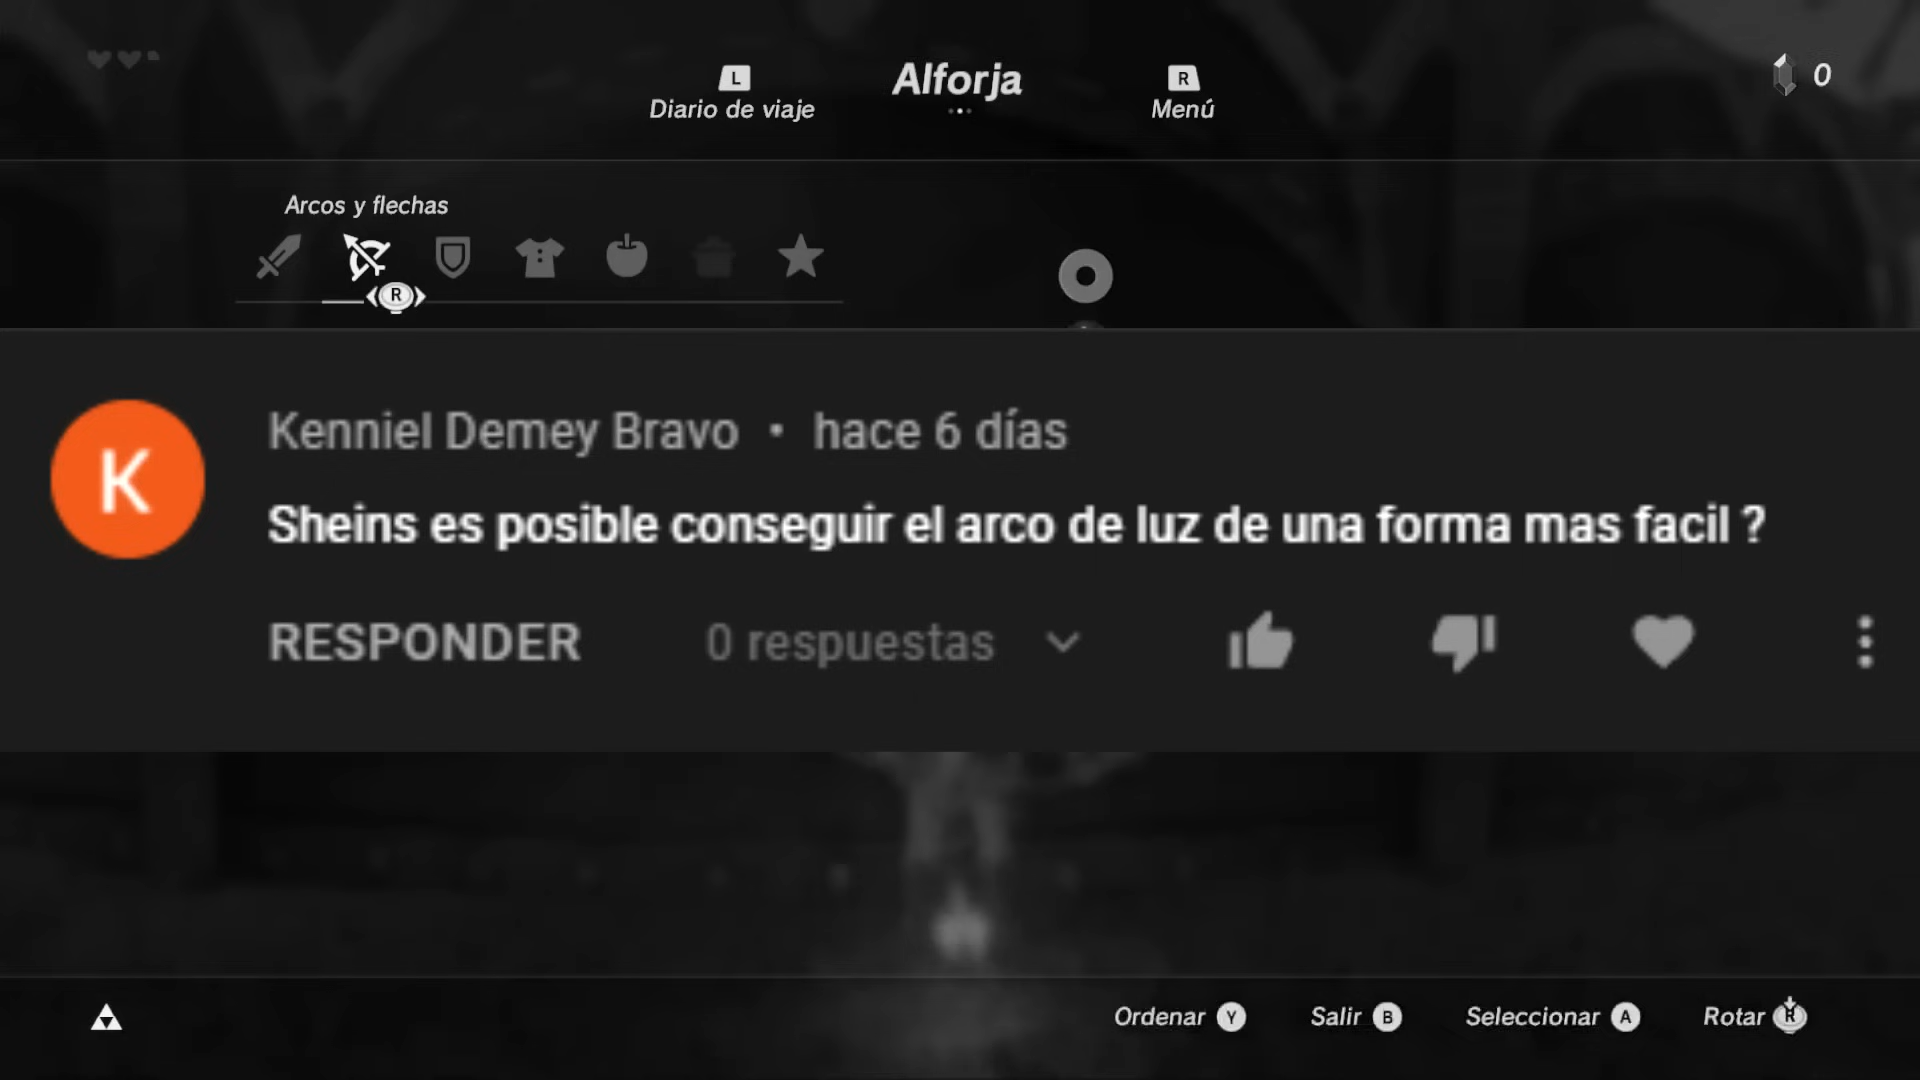 L
Alforja
R
0
Diario de viaje
Menú
Arcos y flechas
R
K
Kenniel Demey Bravo • hace 6 días
Sheins es posible conseguir el arco de luz de una forma mas facil ?
RESPONDER
0 respuestas
Ordenar Y
Salir B
Seleccionar A
Rotar R